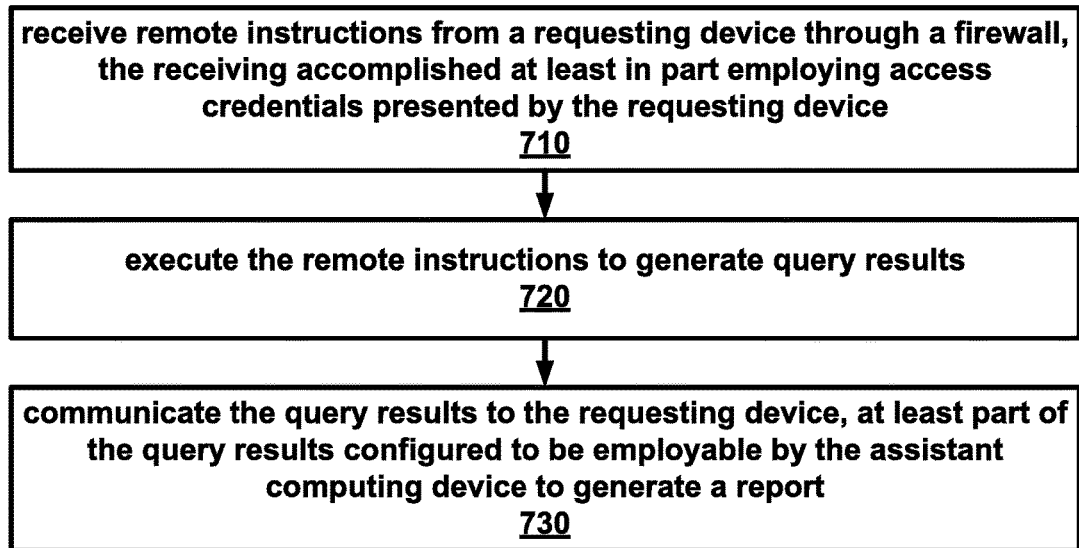 receive remote instructions from a requesting device through a firewall,
the receiving accomplished at least in part employing access
credentials presented by the requesting device
710
execute the remote instructions to generate query results
720
communicate the query results to the requesting device, at least part of
the query results configured to be employable by the assistant
computing device to generate a report
730